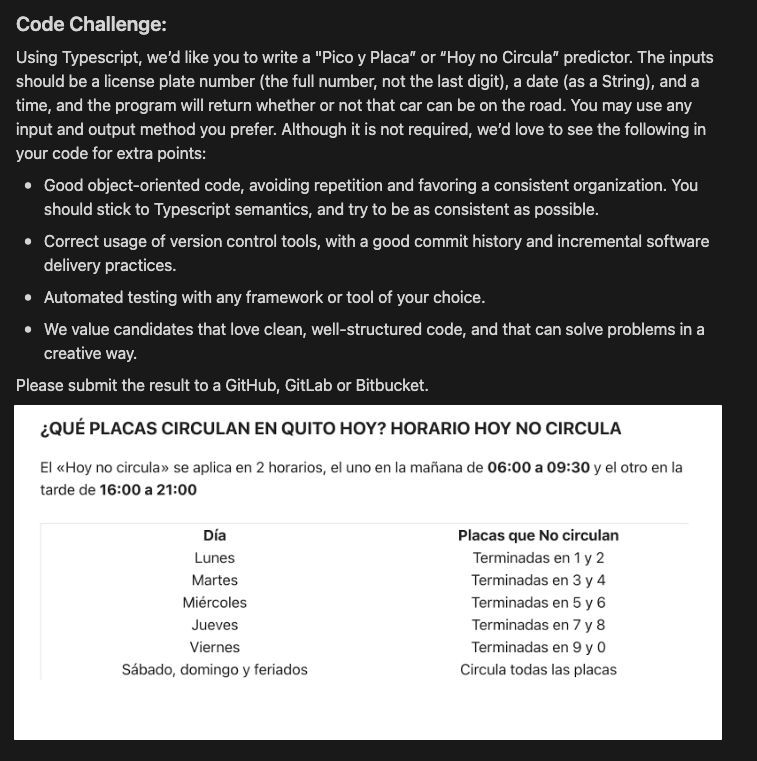 Code Challenge:
Using Typescript, we’d like you to write a "Pico y Placa” or “Hoy no Circula” predictor. The inputs
should be a license plate number (the full number, not the last digit), a date (as a String), and a
time, and the program will return whether or not that car can be on the road. You may use any
input and output method you prefer. Although it is not required, we’d love to see the following in
your code for extra points:
• Good object-oriented code, avoiding repetition and favoring a consistent organization. You
should stick to Typescript semantics, and try to be as consistent as possible.
• Correct usage of version control tools, with a good commit history and incremental software
delivery practices.
• Automated testing with any framework or tool of your choice.
• We value candidates that love clean, well-structured code, and that can solve problems in a
creative way.
Please submit the result to a GitHub, GitLab or Bitbucket.
¿QUÉ PLACAS CIRCULAN EN QUITO HOY? HORARIO HOY NO CIRCULA
El «Hoy no circula» se aplica en 2 horarios, el uno en la mañana de 06:00 a 09:30 y el otro en la
tarde de 16:00 a 21:00
Día Placas que No circulan
Lunes Terminadas en 1 y 2
Martes Terminadas en 3 y 4
Miércoles Terminadas en 5 y 6
Jueves Terminadas en 7 y 8
Viernes Terminadas en 9 y 0
Sábado, domingo y feriados Circula todas las placas